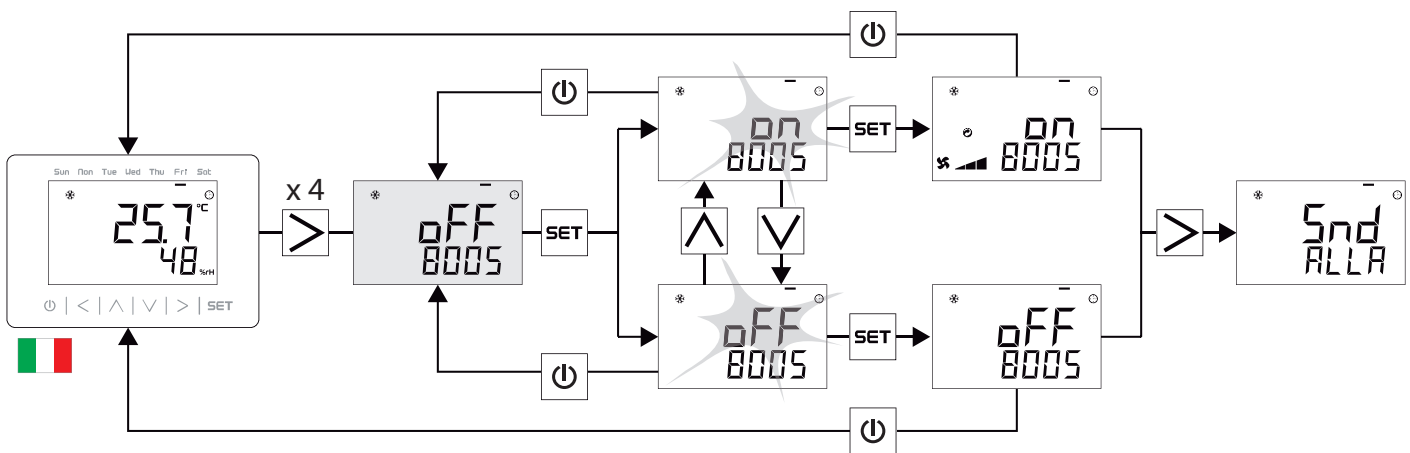 Sun Mon Tue Wed Thu Fri Sat
25.7 °C
48 %rH
SET
x 4
oFF
BOOS
SET
on
BOOS
oFF
BOOS
SET
SET
on
BOOS
oFF
BOOS
Snd
ALLA